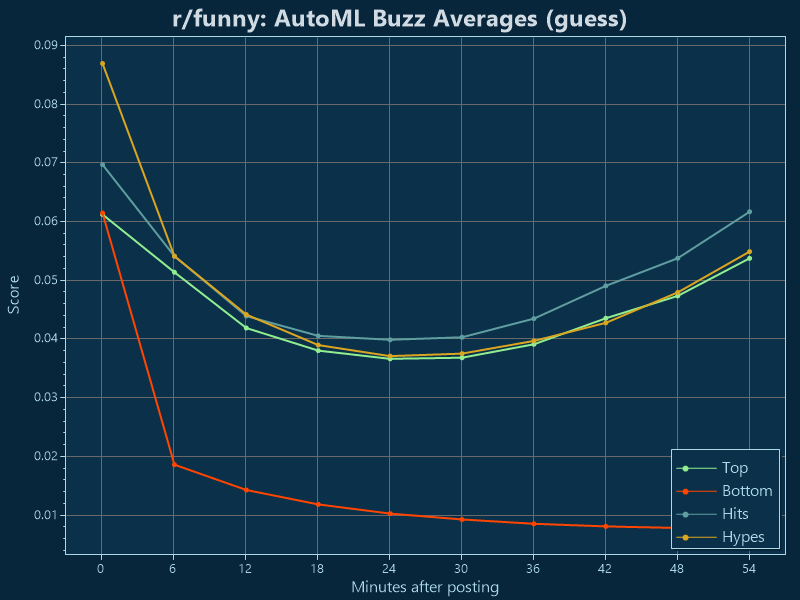 r/funny: AutoML Buzz Averages (guess)
0.09
0.08
0.07
0.06
0.05
0.04
0.03
0.02
0.01
Score
Top
Bottom
Hits
Hypes
0 6 12 18 24 30 36 42 48 54
Minutes after posting